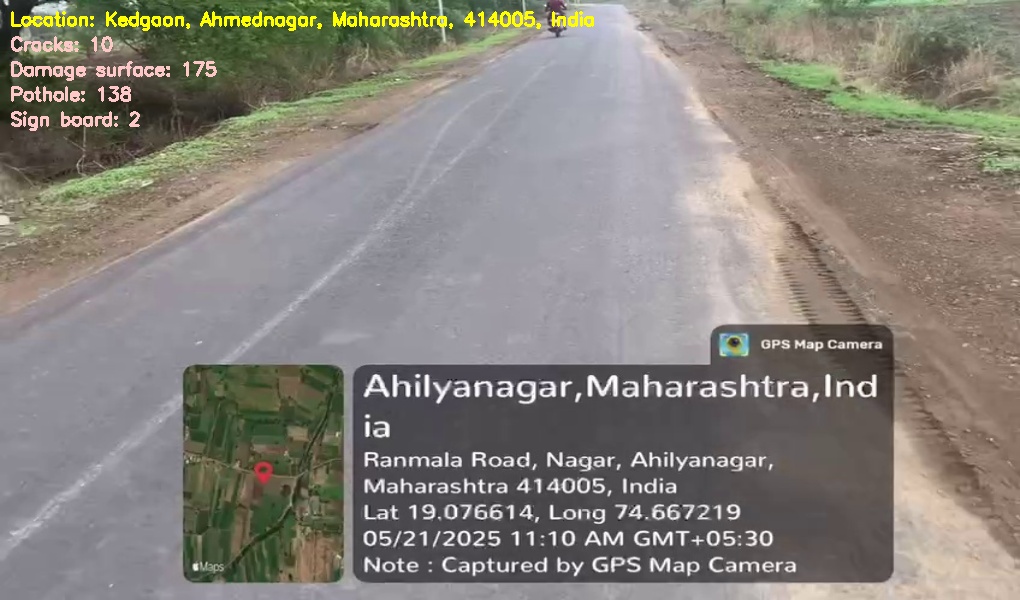 Location: Kedgaon, Ahmednagar, Maharashtra, 414005, India
Cracks: 10
Damage surface: 175
Pothole: 138
Sign board: 2
GPS Map Camera
Ahilyanagar,Maharashtra,Ind
ia
Ranmala Road, Nagar, Ahilyanagar,
Maharashtra 414005, India
Lat 19.076614, Long 74.667219
05/21/2025 11:10 AM GMT+05:30
Note : Captured by GPS Map Camera
Maps